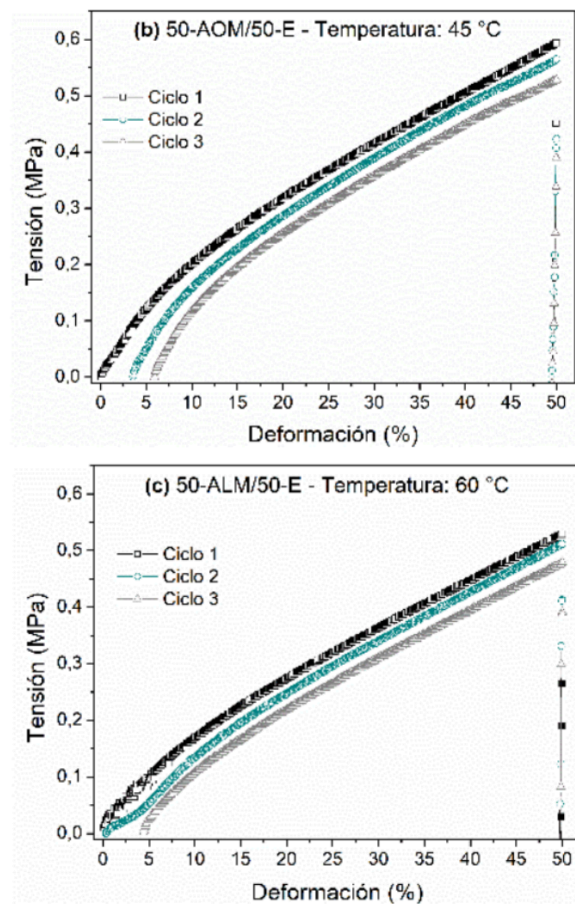 (b) 50-AOM/50-E - Temperatura: 45 °C
0,6
0,5
0,4
0,3
0,2
0,1
0,0
Tensión (MPa)
Ciclo 1
Ciclo 2
Ciclo 3
0 5 10 15 20 25 30 35 40 45 50
Deformación (%)
(c) 50-ALM/50-E - Temperatura: 60 °C
0,6
0,5
0,4
0,3
0,2
0,1
0,0
Tensión (MPa)
Ciclo 1
Ciclo 2
Ciclo 3
0 5 10 15 20 25 30 35 40 45 50
Deformación (%)